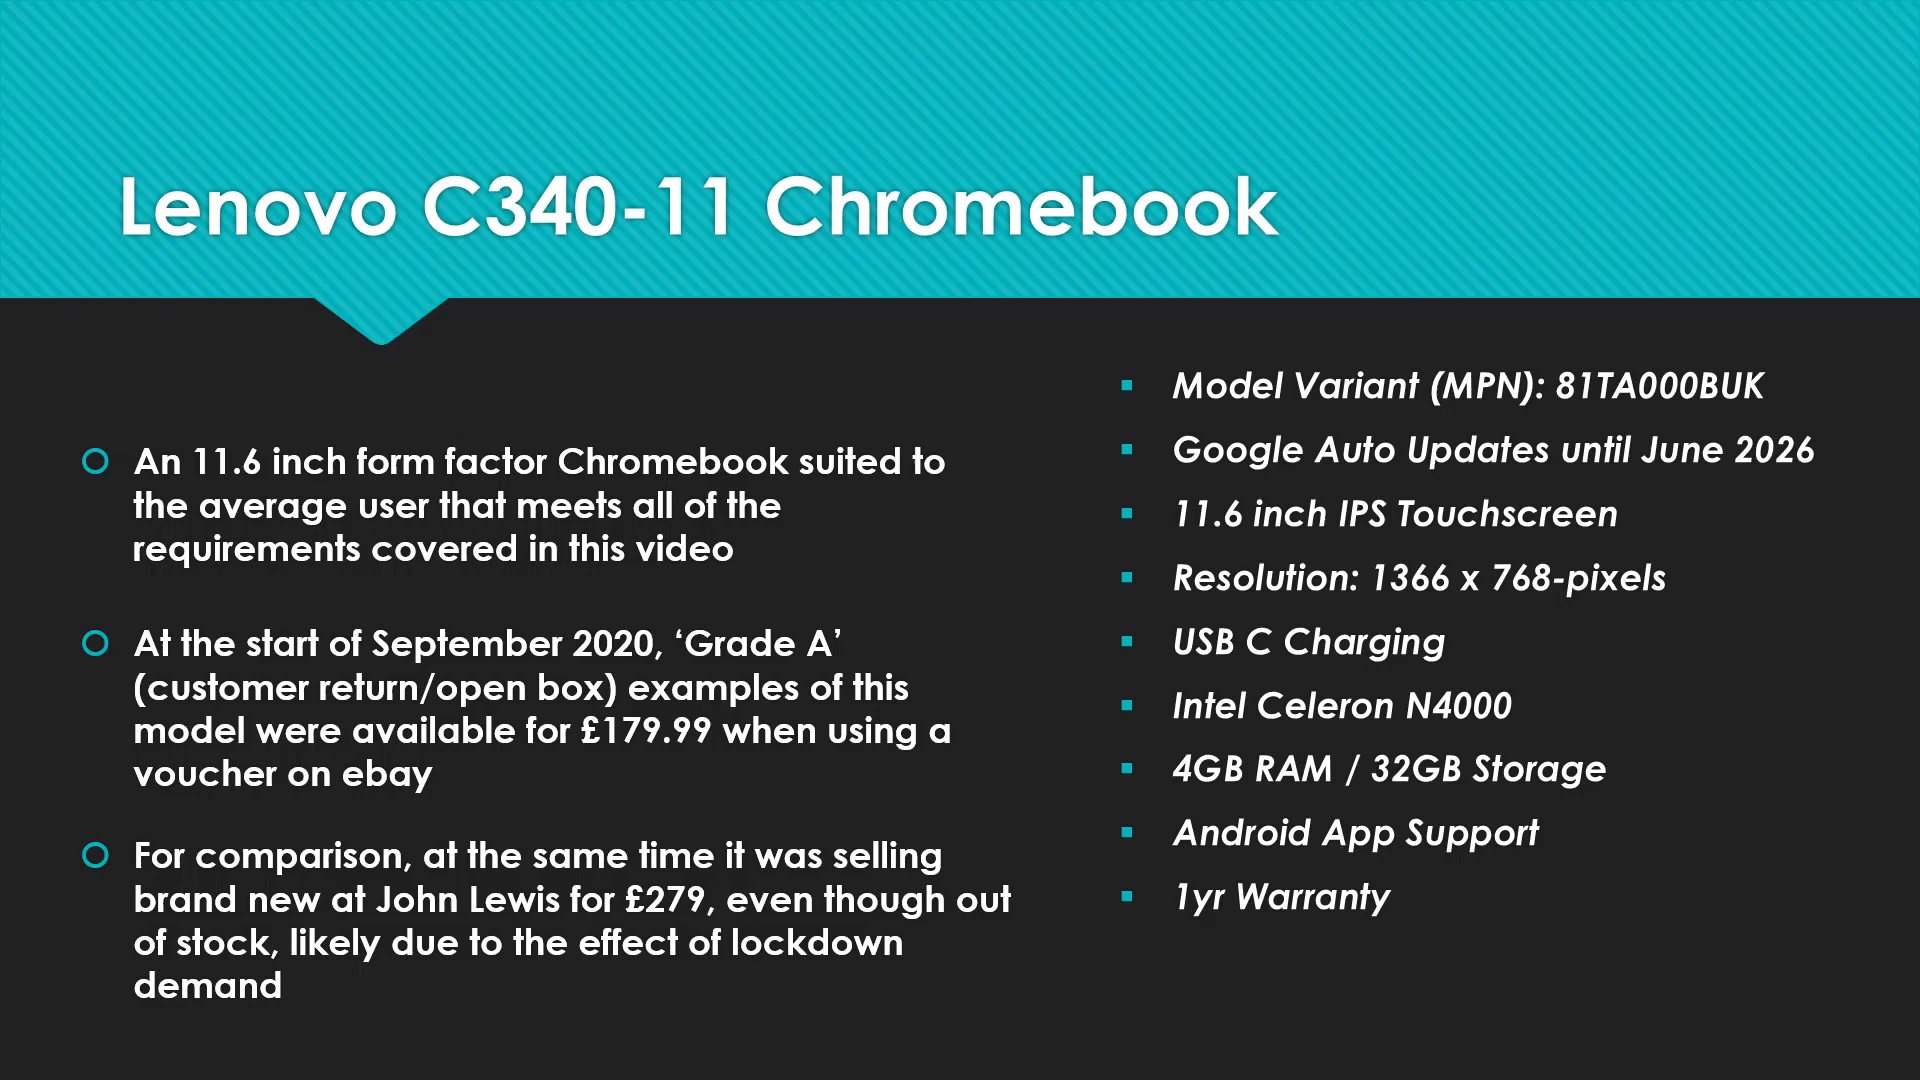 Lenovo C340-11 Chromebook
An 11.6 inch form factor Chromebook suited to
the average user that meets all of the
requirements covered in this video
At the start of September 2020, ‘Grade A’
(customer return/open box) examples of this
model were available for £179.99 when using a
voucher on ebay
For comparison, at the same time it was selling
brand new at John Lewis for £279, even though out
of stock, likely due to the effect of lockdown
demand
Model Variant (MPN): 81TA000BUK
Google Auto Updates until June 2026
11.6 inch IPS Touchscreen
Resolution: 1366 x 768-pixels
USB C Charging
Intel Celeron N4000
4GB RAM / 32GB Storage
Android App Support
1yr Warranty